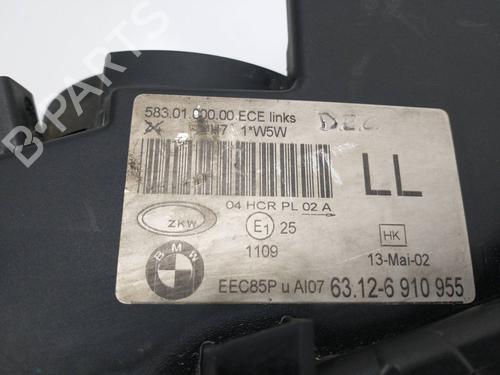 B-PARTS
583.01.000.00 ECE links
H7 1*W5W
D.E.C.
LL
04 HCR PL 02 A
ZKW
E1 25
1109
HK
13-Mai-02
BMW
EEC85P u AI07 63.12-6 910 955